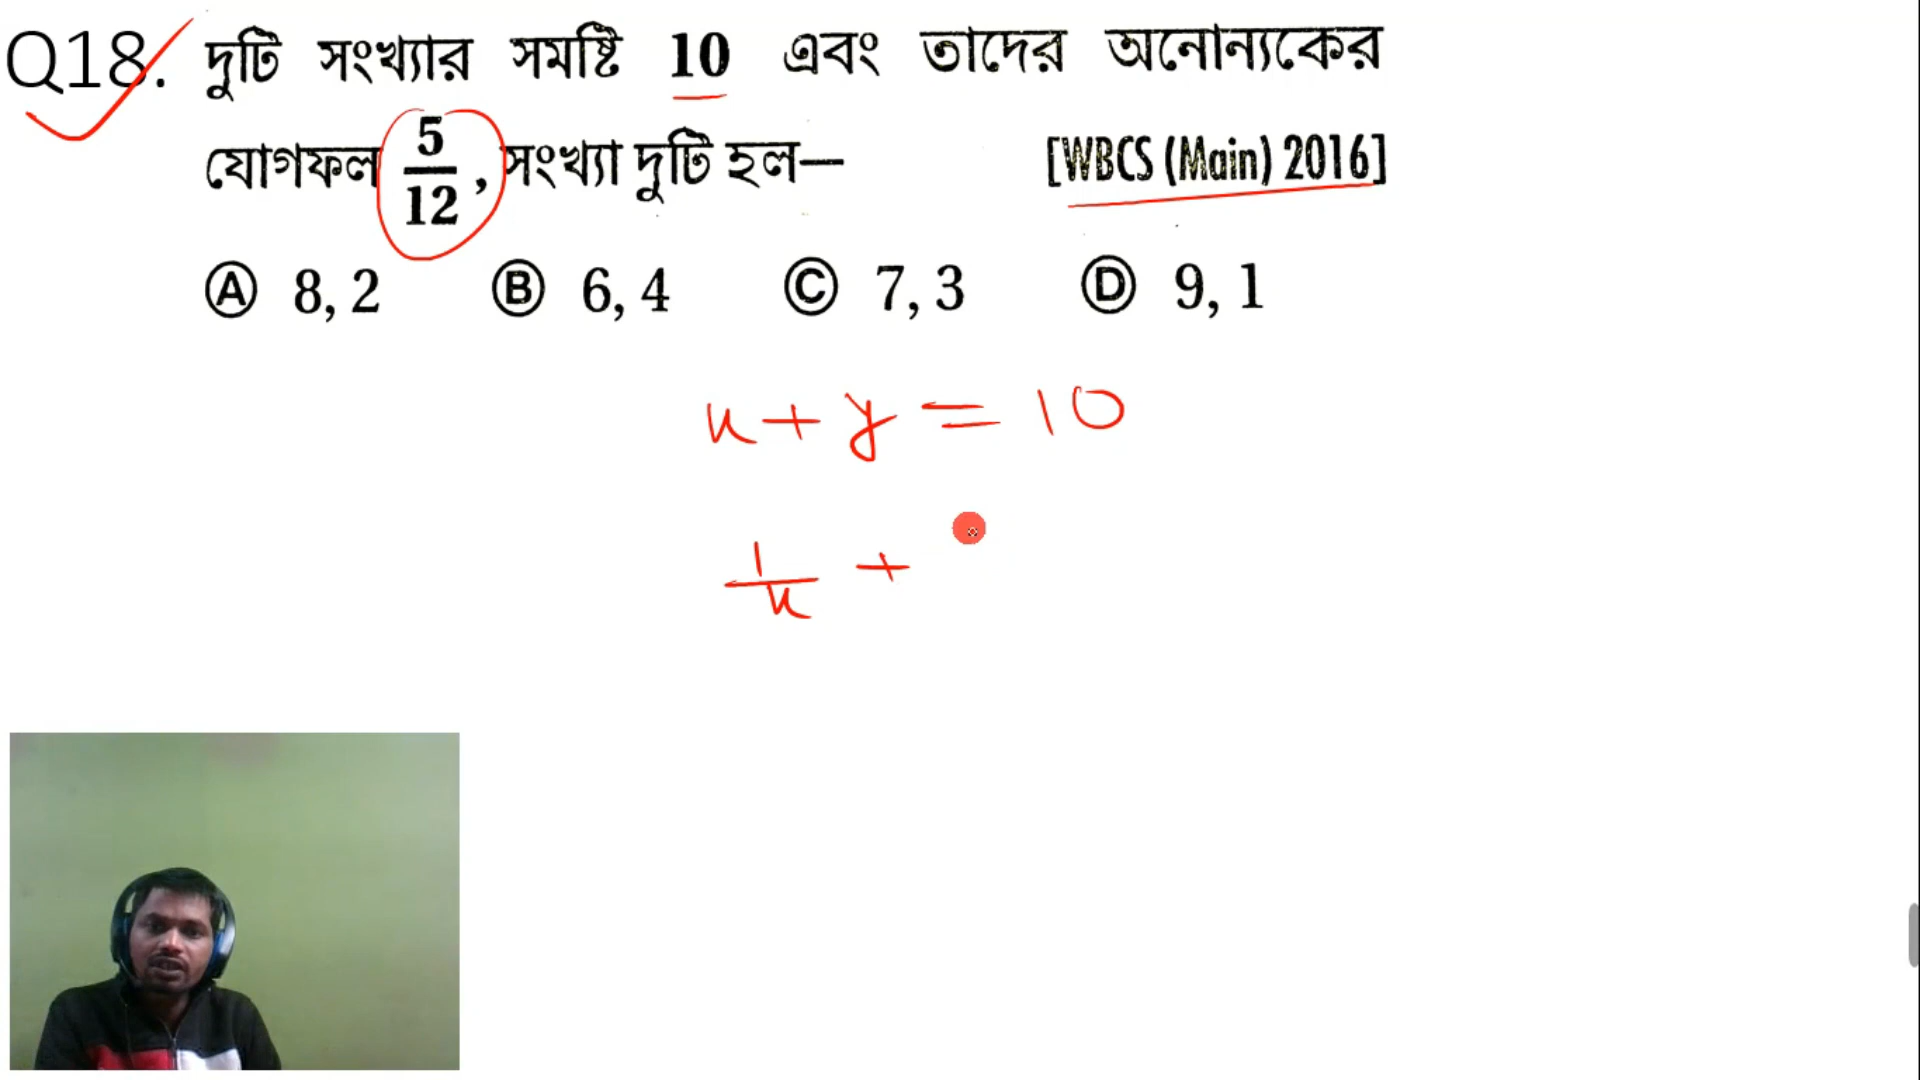 Q18. দুটি সংখ্যার সমষ্টি 10 এবং তাদের অনোন্যকের
যোগফল 5/12, সংখ্যা দুটি হল— [WBCS (Main) 2016]
Ⓐ 8, 2 Ⓑ 6, 4 Ⓒ 7, 3 Ⓓ 9, 1
x + y = 10
1/x +